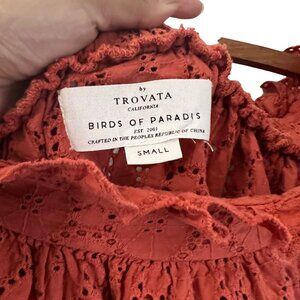 by
TROVATA
CALIFORNIA
BIRDS OF PARADIS
EST 2001
CRAFTED IN THE PEOPLES REPUBLIC OF CHINA
SMALL